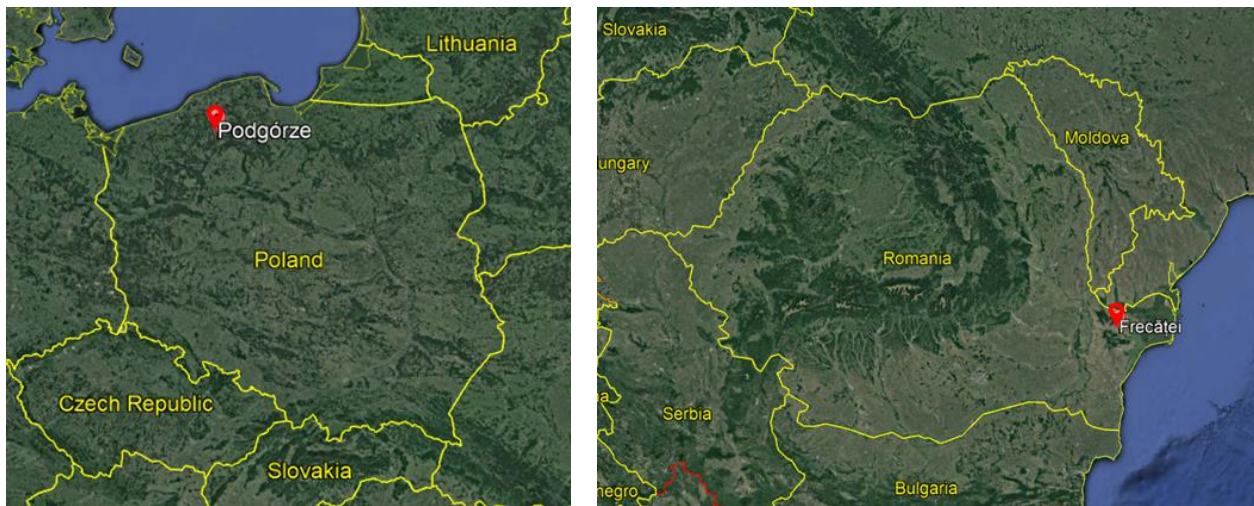 Lithuania
Podgórze
Poland
Czech Republic
Slovakia
Slovakia
Moldova
ungary
Romania
Frecăței
Serbia
negro
Bulgaria